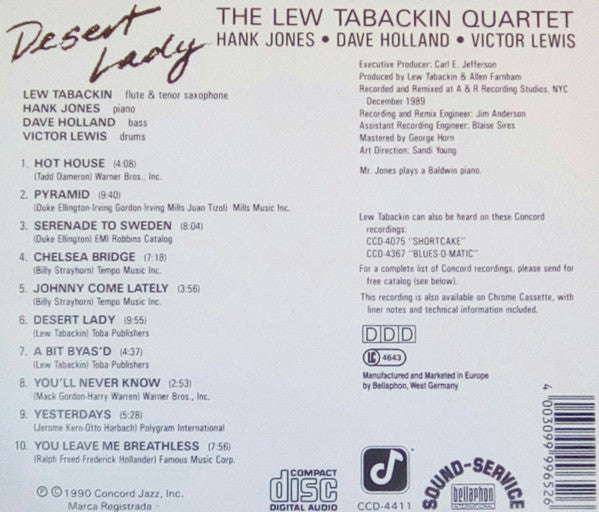 Desert Lady
THE LEW TABACKIN QUARTET
HANK JONES • DAVE HOLLAND • VICTOR LEWIS
LEW TABACKIN flute & tenor saxophone
HANK JONES piano
DAVE HOLLAND bass
VICTOR LEWIS drums
1. HOT HOUSE (4:08)
(Tadd Dameron) Warner Bros., Inc.
2. PYRAMID (9:40)
(Duke Ellington-Irving Gordon-Irving Mills-Juan Tizol) Mills Music Inc.
3. SERENADE TO SWEDEN (8:04)
(Duke Ellington) EMI Robbins Catalog
4. CHELSEA BRIDGE (7:18)
(Billy Strayhorn) Tempo Music Inc.
5. JOHNNY COME LATELY (3:56)
(Billy Strayhorn) Tempo Music Inc.
6. DESERT LADY (9:55)
(Lew Tabackin) Toba Publishers
7. A BIT BYAS'D (4:37)
(Lew Tabackin) Toba Publishers
8. YOU'LL NEVER KNOW (2:53)
(Mack Gordon-Harry Warren) Warner Bros., Inc.
9. YESTERDAYS (5:28)
(Jerome Kern-Otto Harbach) Polygram International
10. YOU LEAVE ME BREATHLESS (7:56)
(Ralph Freed-Frederick Hollander) Famous Music Corp.
Executive Producer: Carl E. Jefferson
Produced by Lew Tabackin & Allen Farnham
Recorded and Remixed at A & R Recording Studios, NYC
December 1989
Recording and Remix Engineer: Jim Anderson
Assistant Recording Engineer: Blaise Sires
Mastered by George Horn
Art Direction: Sandi Young
Mr. Jones plays a Baldwin piano.
Lew Tabackin can also be heard on these Concord
recordings:
CCD-4075 "SHORTCAKE"
CCD-4367 "BLUES-O-MATIC"
For a complete list of Concord recordings, please send for
free catalog (see below).
This recording is also available on Chrome Cassette, with
liner notes and technical information included.
DDD
LC 4643
Manufactured and Marketed in Europe
by Bellaphon, West Germany
℗ © 1990 Concord Jazz, Inc.
Marca Registrada
COMPACT
disc
DIGITAL AUDIO
CCD-4411
SOUND-SERVICE
bellaphon
INTERNATIONAL
4 003099 996526